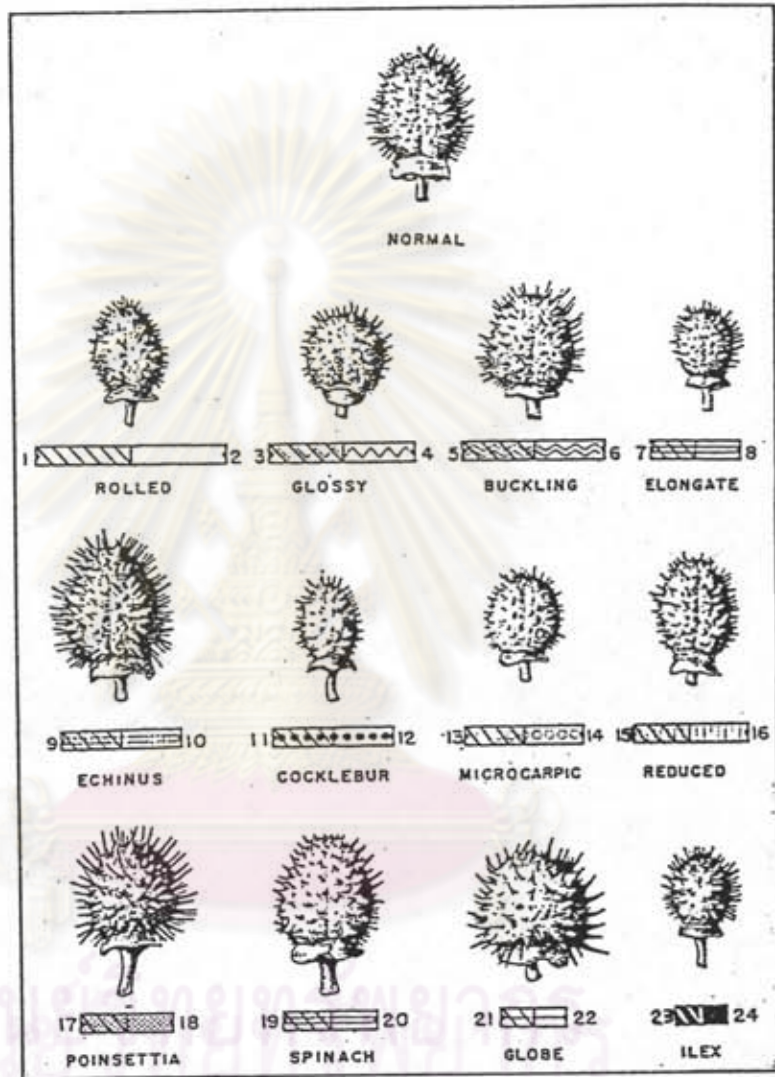 NORMAL
1 2 3 4 5 6 7 8
ROLLED GLOSSY BUCKLING ELONGATE
9 10 11 12 13 14 15 16
ECHINUS COCKLEBUR MICROCARPIC REDUCED
17 18 19 20 21 22 23 24
POINSETTIA SPINACH GLOBE ILEX